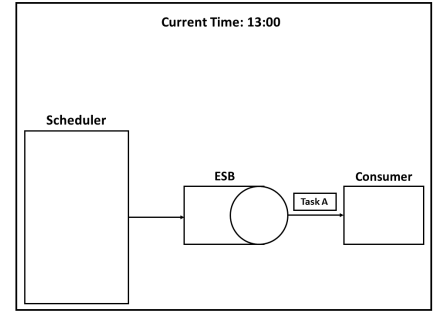 Current Time: 13:00
Scheduler
ESB
Task A
Consumer